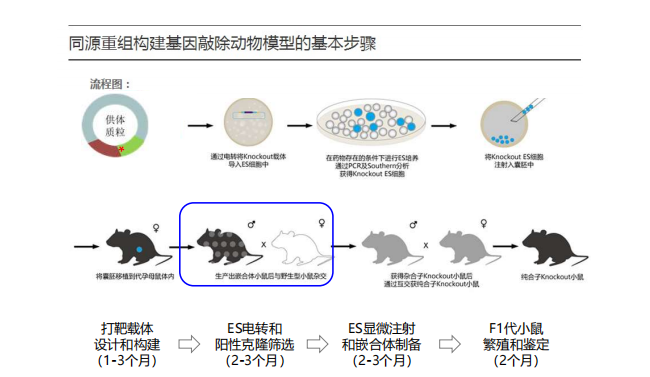 同源重组构建基因敲除动物模型的基本步骤
流程图：
供体
质粒
通过电转将Knockout载体
导入ES细胞中
在药物存在的条件下进行ES培养
通过PCR及Southern分析
获得Knockout ES细胞
将Knockout ES细胞
注射入囊胚中
♀
♂
♀
x
♂
♀
x
将囊胚移植到代孕母鼠体内
生产出嵌合体小鼠后与野生型小鼠杂交
获得杂合子Knockout小鼠后
通过互交获纯合子Knockout小鼠
纯合子Knockout小鼠
打靶载体
设计和构建
(1-3个月)
ES电转和
阳性克隆筛选
(2-3个月)
ES显微注射
和嵌合体制备
(2-3个月)
F1代小鼠
繁殖和鉴定
(2个月)